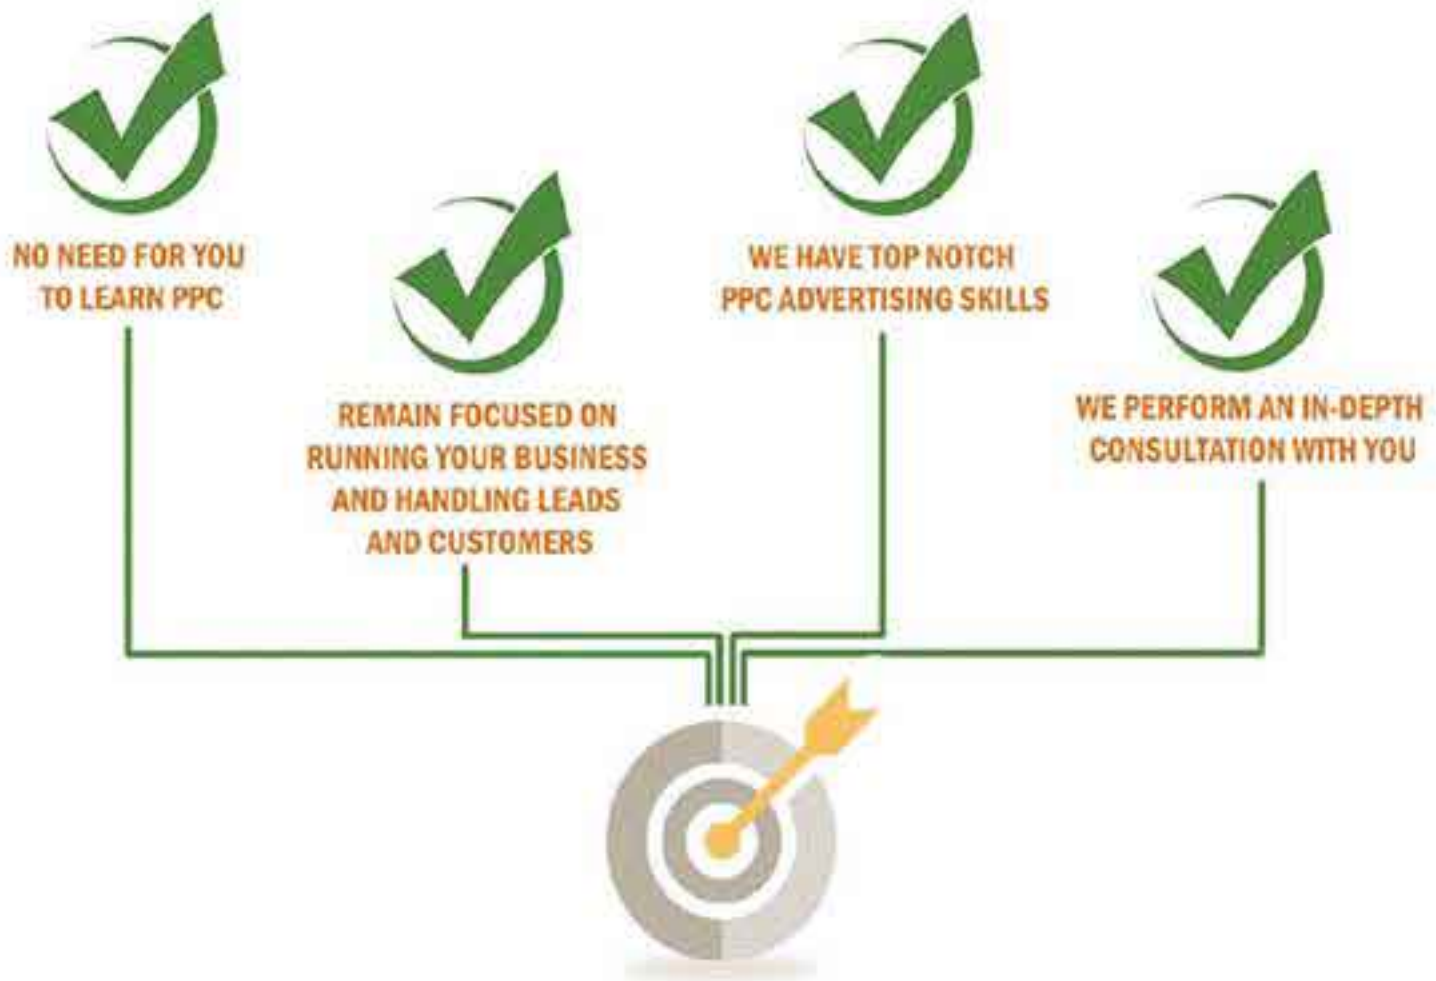 NO NEED FOR YOU
TO LEARN PPC
REMAIN FOCUSED ON
RUNNING YOUR BUSINESS
AND HANDLING LEADS
AND CUSTOMERS
WE HAVE TOP NOTCH
PPC ADVERTISING SKILLS
WE PERFORM AN IN-DEPTH
CONSULTATION WITH YOU